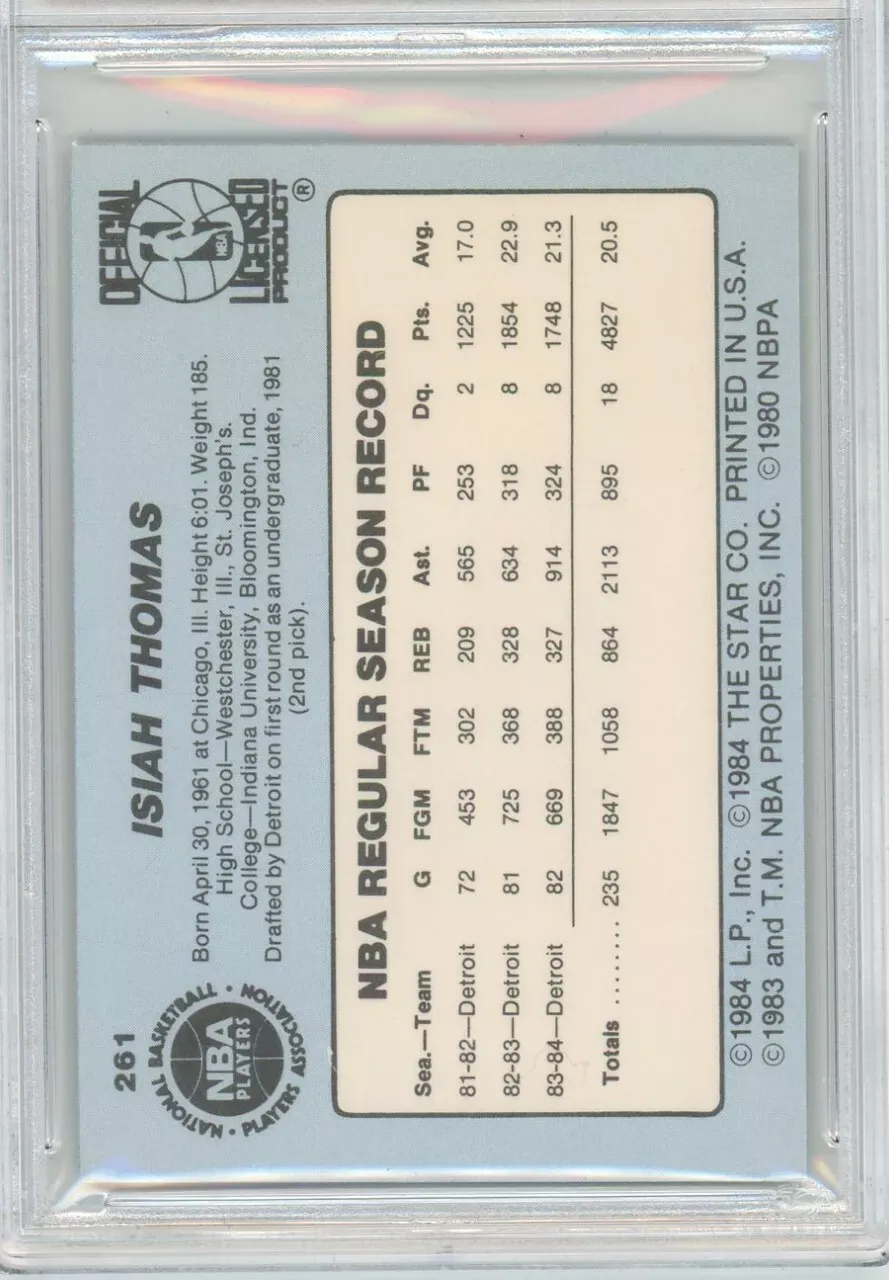 261
ISIAH THOMAS
Born April 30, 1961 at Chicago, Ill. Height 6:01. Weight 185.
High School—Westchester, Ill., St. Joseph's.
College—Indiana University, Bloomington, Ind.
Drafted by Detroit on first round as an undergraduate, 1981
(2nd pick).
NATIONAL BASKETBALL • PLAYERS ASSOCIATION •
NBA
PLAYERS
OFFICIAL
NBA
LICENSED
PRODUCT ®
NBA REGULAR SEASON RECORD
Sea.—Team G FGM FTM REB Ast. PF Dq. Pts. Avg.
81-82—Detroit 72 453 302 209 565 253 2 1225 17.0
82-83—Detroit 81 725 368 328 634 318 8 1854 22.9
83-84—Detroit 82 669 388 327 914 324 8 1748 21.3
Totals ........ 235 1847 1058 864 2113 895 18 4827 20.5
©1984 L.P., Inc. ©1984 THE STAR CO. PRINTED IN U.S.A.
©1983 and T.M. NBA PROPERTIES, INC. ©1980 NBPA